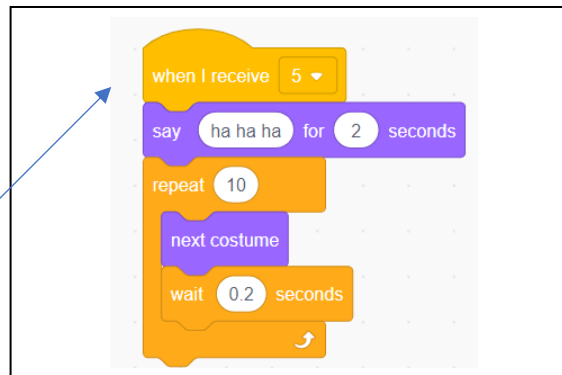 when I receive 5
say ha ha ha for 2 seconds
repeat 10
next costume
wait 0.2 seconds